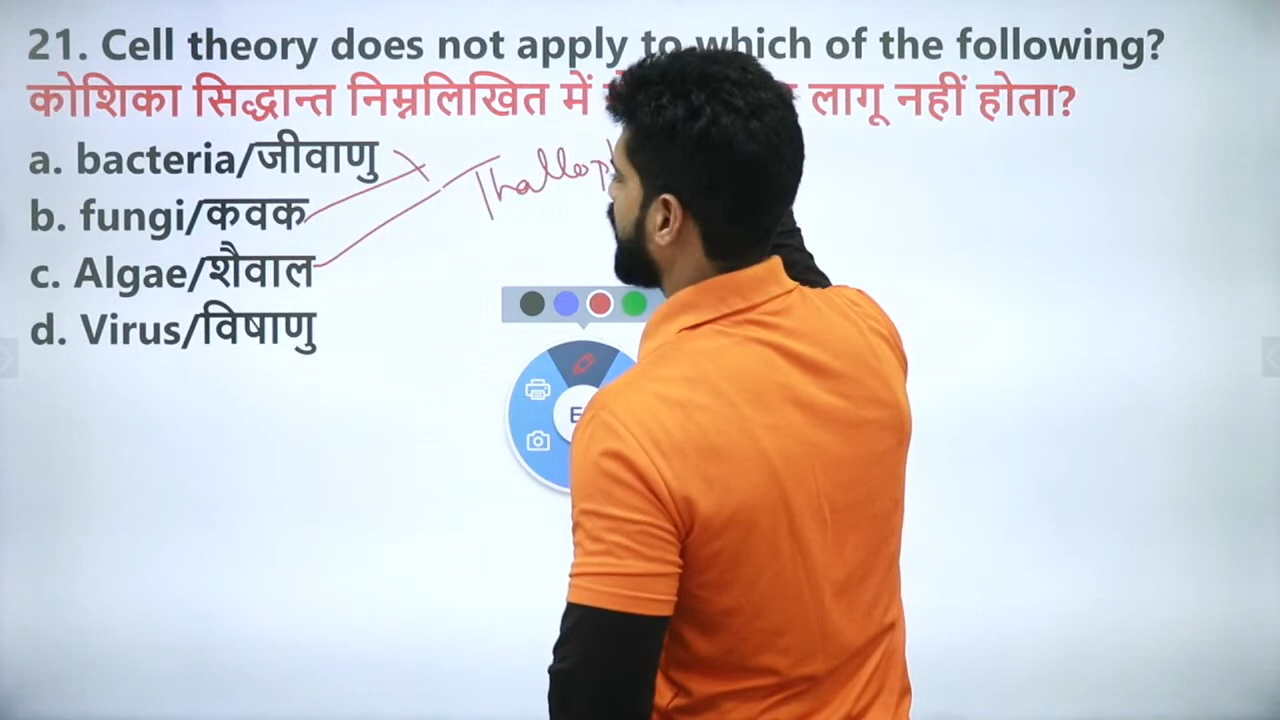 21. Cell theory does not apply to which of the following?
कोशिका सिद्धान्त निम्नलिखित में लागू नहीं होता?
a. bacteria/जीवाणु
b. fungi/कवक
c. Algae/शैवाल
d. Virus/विषाणु